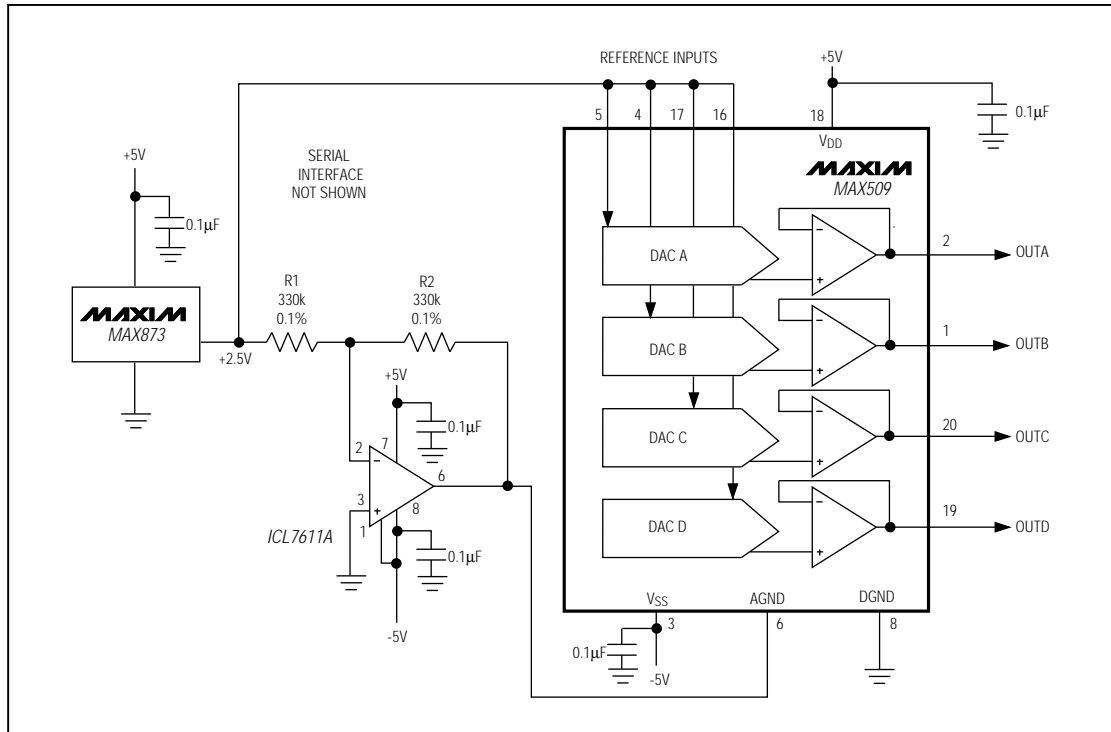 REFERENCE INPUTS
+5V
5
4
17
16
18
0.1μF
VDD
MAXIM
MAX509
+5V
SERIAL
INTERFACE
NOT SHOWN
0.1μF
MAXIM
MAX873
+2.5V
R1
330k
0.1%
R2
330k
0.1%
+5V
0.1μF
2
7
-
6
3
+
1
8
ICL7611A
0.1μF
-5V
DAC A
-
+
2
OUTA
DAC B
-
+
1
OUTB
DAC C
-
+
20
OUTC
DAC D
-
+
19
OUTD
VSS
AGND
DGND
3
6
8
0.1μF
-5V